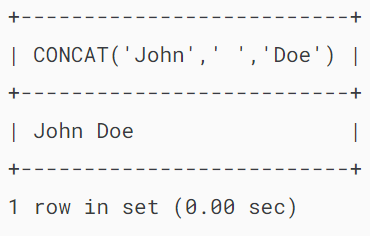 +--------------------------+
| CONCAT('John',' ','Doe') |
+--------------------------+
| John Doe                 |
+--------------------------+
1 row in set (0.00 sec)